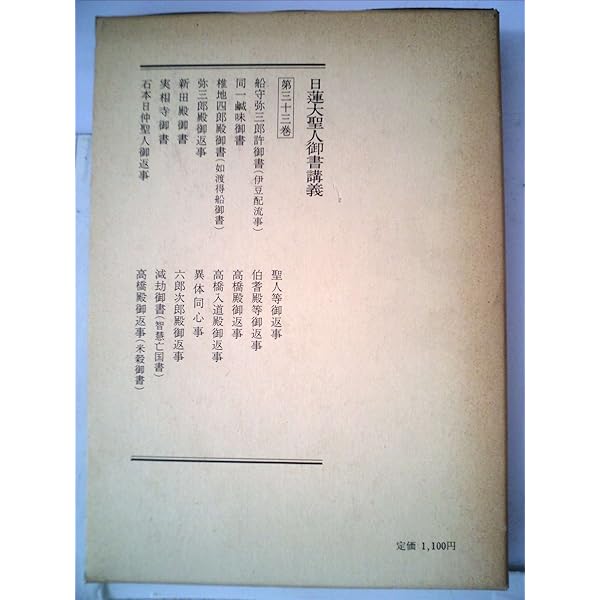 日蓮大聖人御書講義
第三十三巻
船守弥三郎許御書(伊豆配流事)
同一鹹味御書
椎地四郎殿御書(如渡得船御書)
弥三郎殿御返事
新田殿御書
実相寺御書
石本日仲聖人御返事
聖人等御返事
伯耆殿等御返事
高橋殿御返事
高橋入道殿御返事
異体同心事
六郎次郎殿御返事
減劫御書(智慧亡国書)
高橋殿御返事(米穀御書)
定価 1,100円